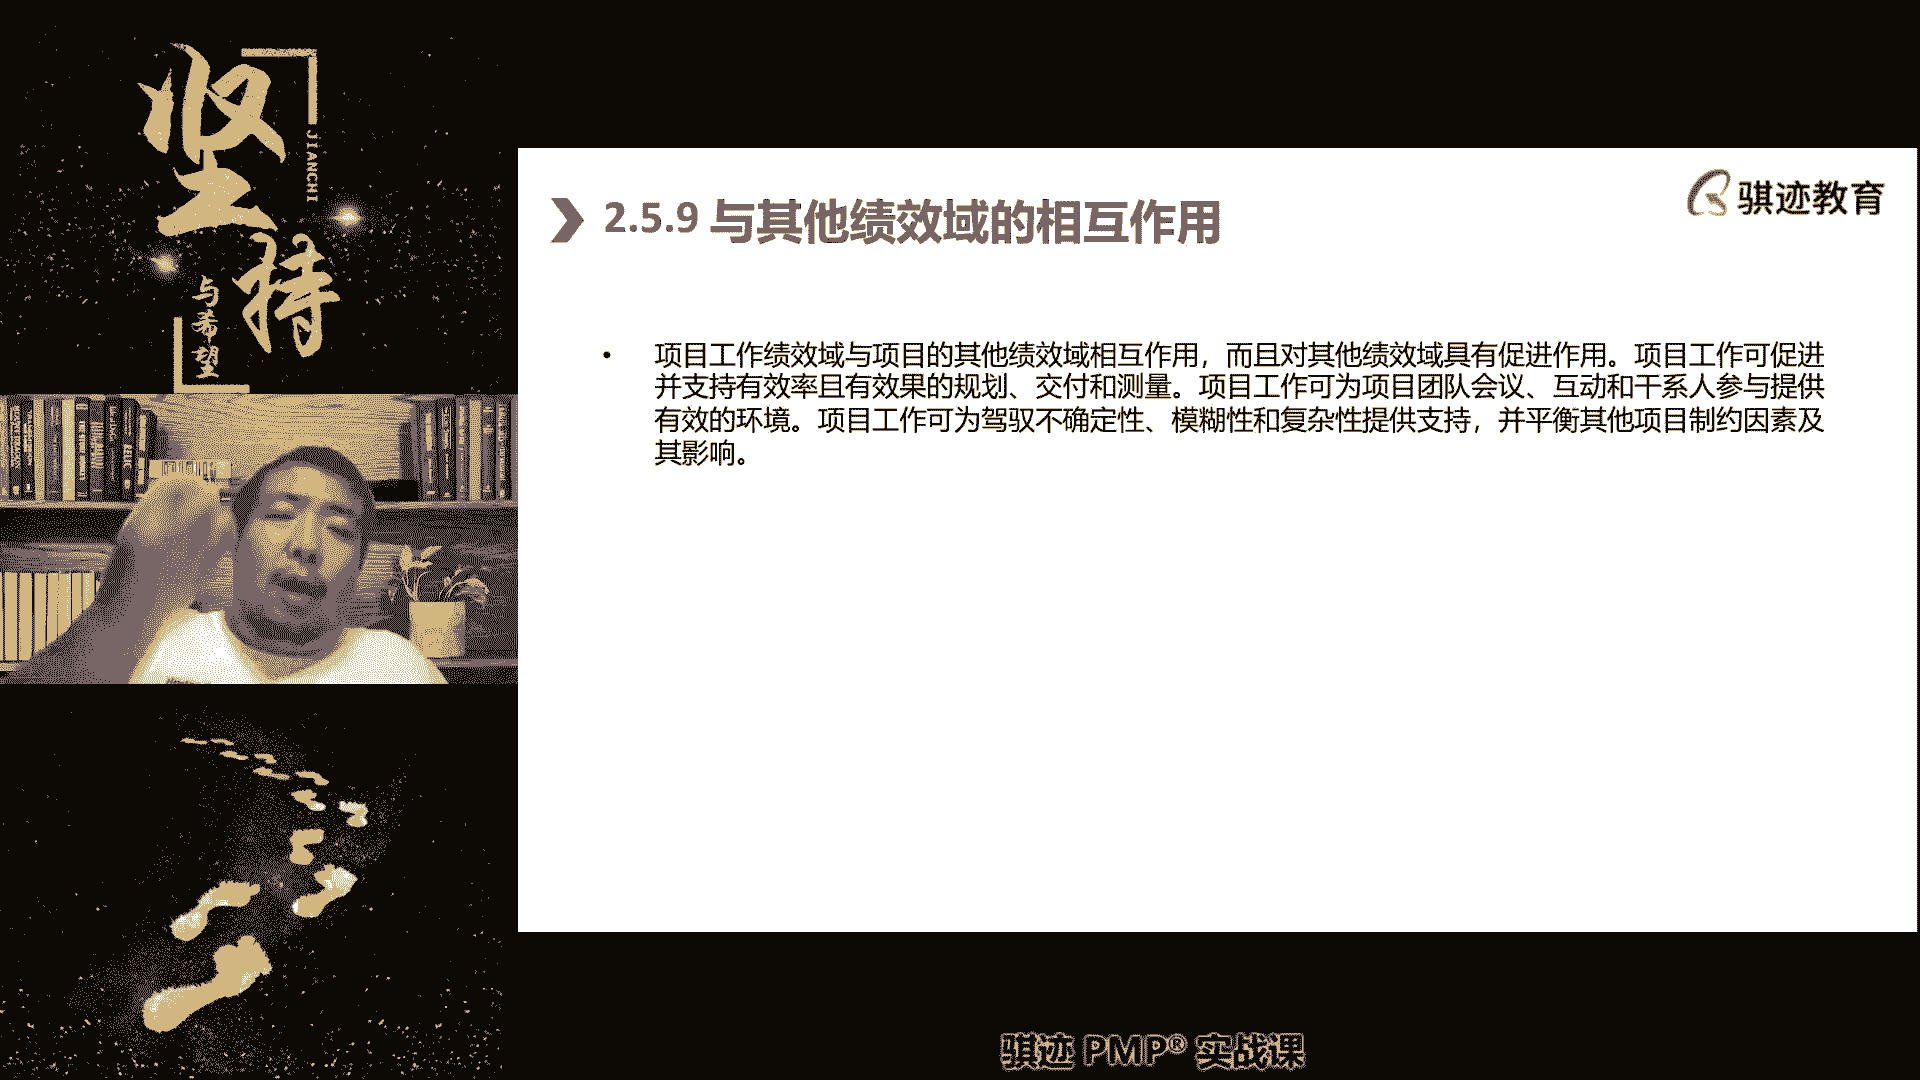 坚持
JIANCHI
与希望
骐迹教育
2.5.9 与其他绩效域的相互作用
• 项目工作绩效域与项目的其他绩效域相互作用，而且对其他绩效域具有促进作用。项目工作可促进
并支持有效率且有效果的规划、交付和测量。项目工作可为项目团队会议、互动和干系人参与提供
有效的环境。项目工作可为驾驭不确定性、模糊性和复杂性提供支持，并平衡其他项目制约因素及
其影响。
骐迹 PMP® 实战课